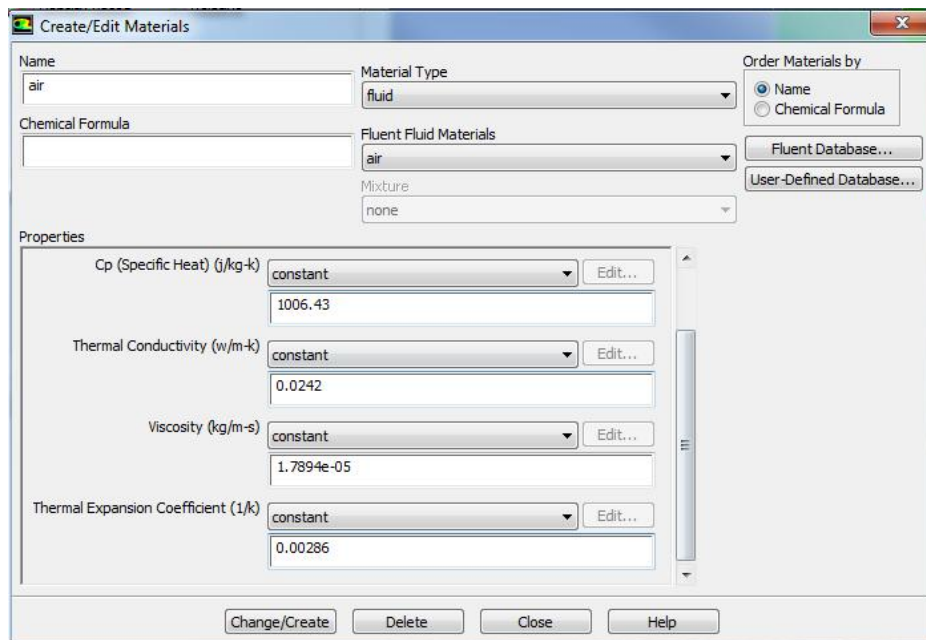 Create/Edit Materials
Name
air
Material Type
fluid
Order Materials by
Name
Chemical Formula
Chemical Formula
Fluent Fluid Materials
air
Fluent Database...
User-Defined Database...
Mixture
none
Properties
Cp (Specific Heat) (j/kg-k) constant Edit...
1006.43
Thermal Conductivity (w/m-k) constant Edit...
0.0242
Viscosity (kg/m-s) constant Edit...
1.7894e-05
Thermal Expansion Coefficient (1/k) constant Edit...
0.00286
Change/Create Delete Close Help